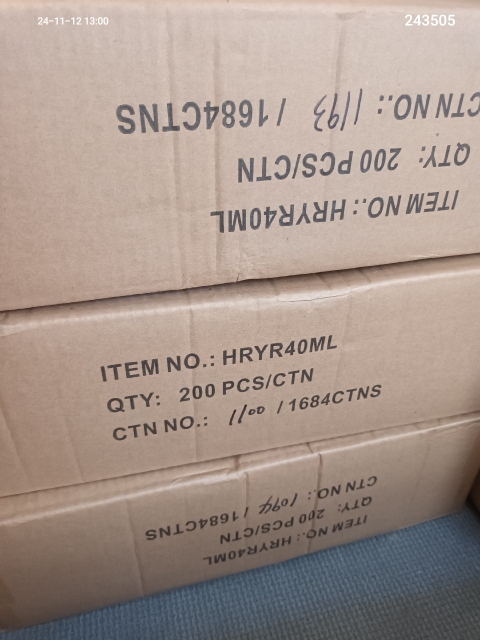 24-11-12 13:00
243505
ITEM NO.: HRYR40ML
QTY: 200 PCS/CTN
CTN NO.: 1193 / 1684CTNS
ITEM NO.: HRYR40ML
QTY: 200 PCS/CTN
CTN NO.: 1100 / 1684CTNS
ITEM NO.: HRYR40ML
QTY: 200 PCS/CTN
CTN NO.: 1094 / 1684CTNS